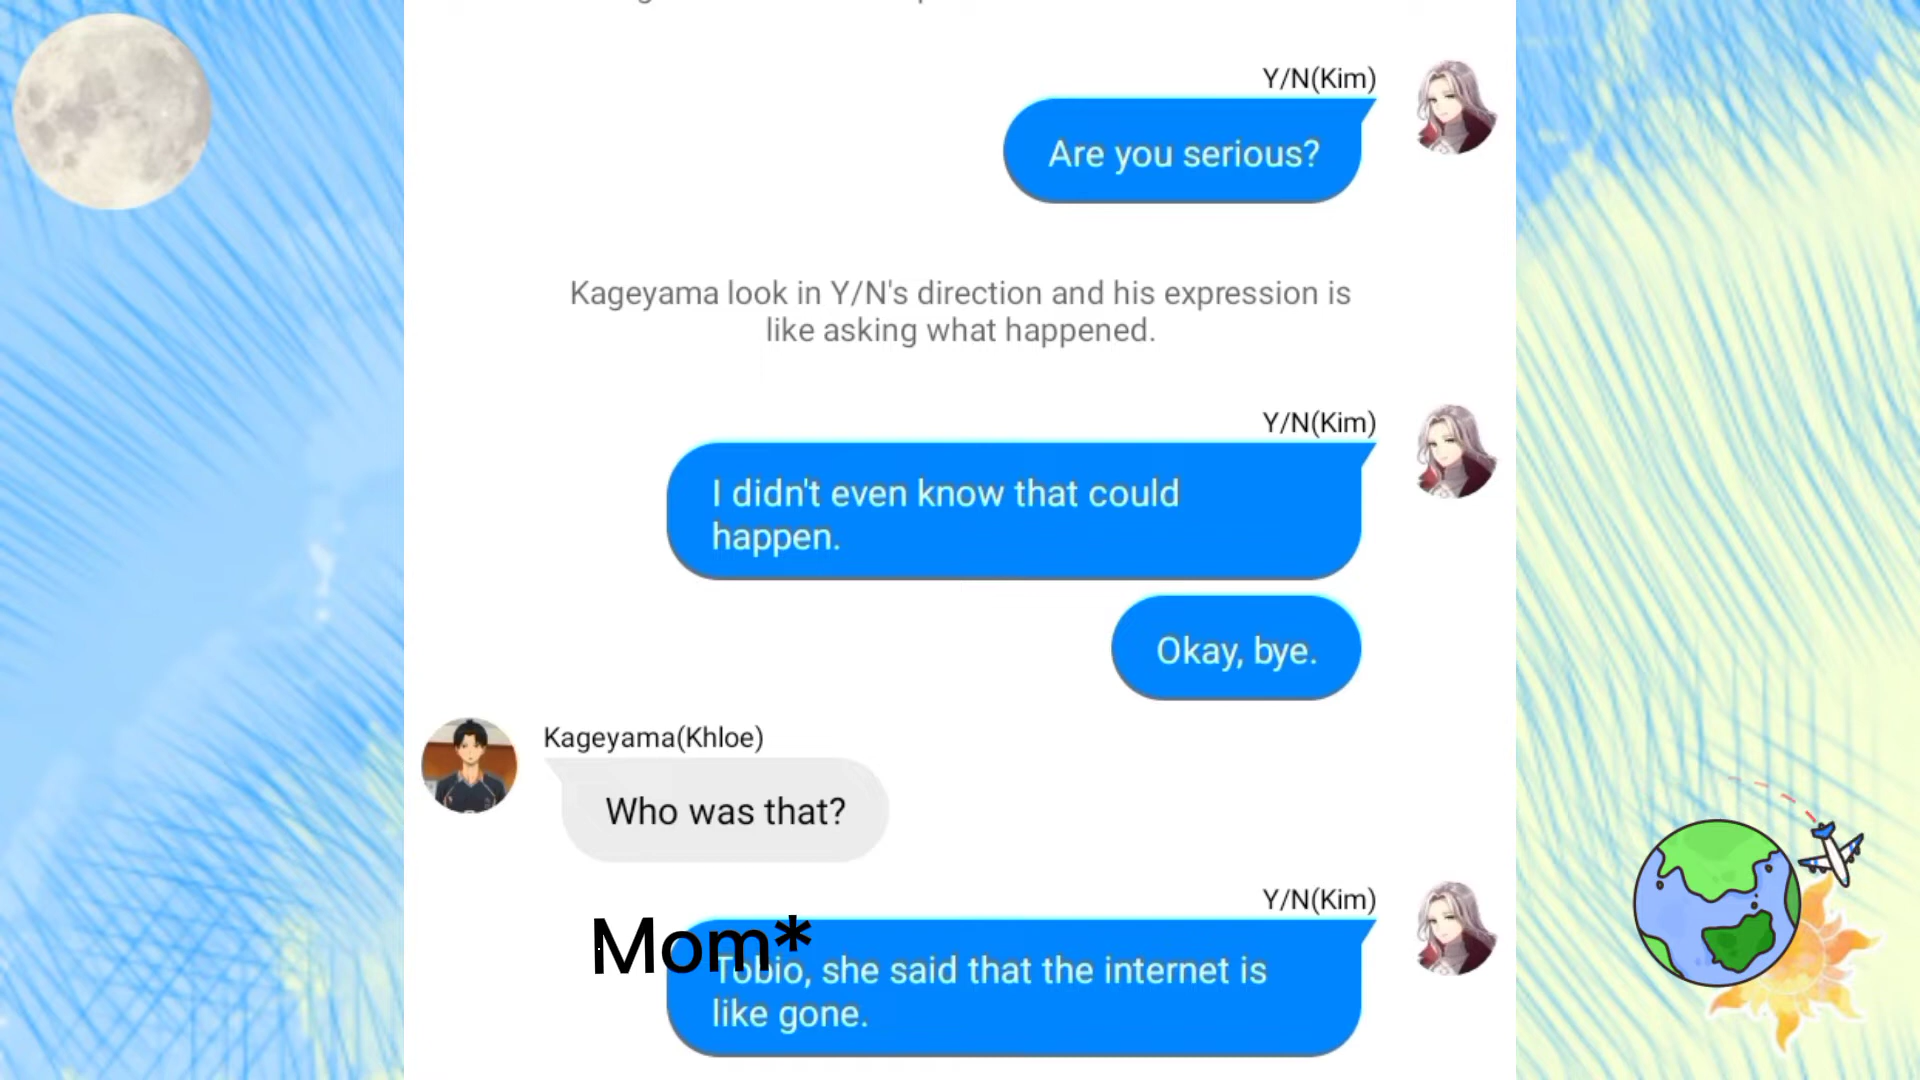 Y/N(Kim)
Are you serious?
Kageyama look in Y/N's direction and his expression is
like asking what happened.
Y/N(Kim)
I didn't even know that could
happen.
Okay, bye.
Kageyama(Khloe)
Who was that?
Y/N(Kim)
Mom*
Tobio, she said that the internet is
like gone.